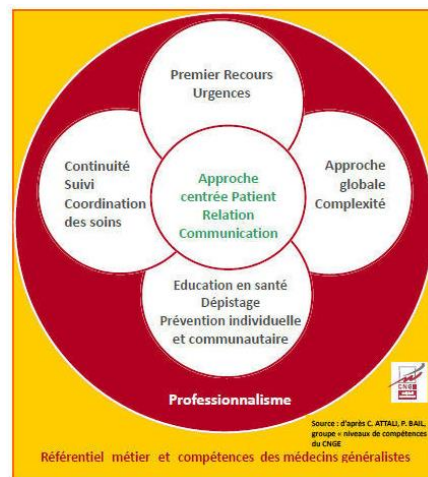 Premier Recours
Urgences
Continuité
Suivi
Coordination
des soins
Approche
centrée Patient
Relation
Communication
Approche
globale
Complexité
Education en santé
Dépistage
Prévention individuelle
et communautaire
Professionnalisme
CNGE
Source : d'après C. ATTALI, P. BAIL,
groupe « niveaux de compétences
du CNGE
Référentiel métier et compétences des médecins généralistes